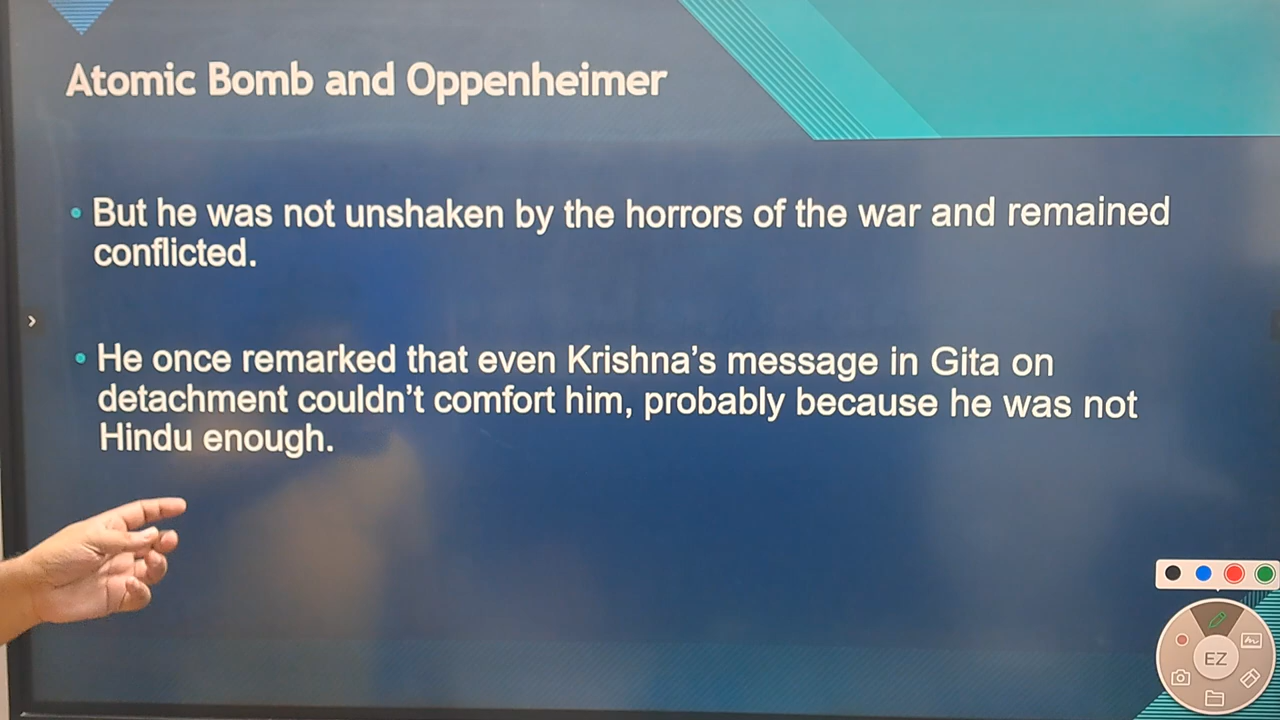 Atomic Bomb and Oppenheimer
• But he was not unshaken by the horrors of the war and remained
conflicted.
• He once remarked that even Krishna’s message in Gita on
detachment couldn’t comfort him, probably because he was not
Hindu enough.
EZ